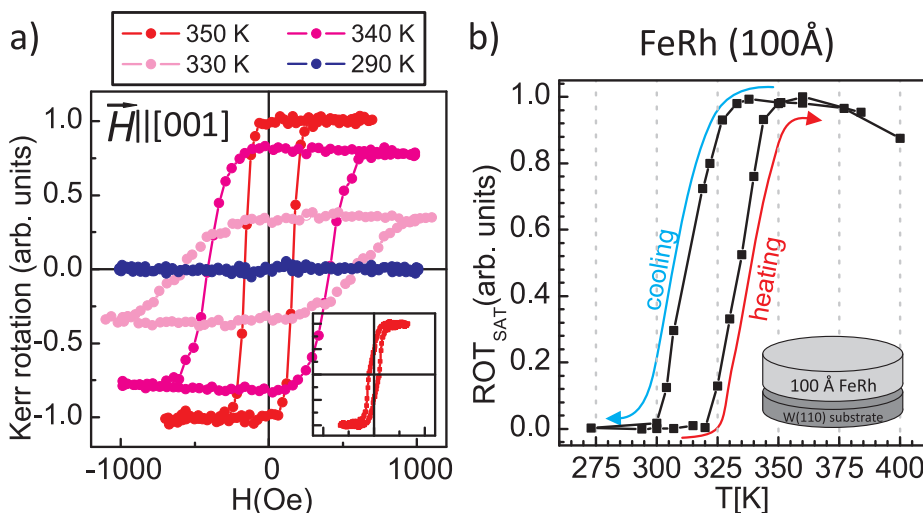 a)
350 K
340 K
330 K
290 K
H||[001]
Kerr rotation (arb. units)
1.0
0.5
0.0
-0.5
-1.0
-1000
0
1000
H(Oe)
b)
FeRh (100Å)
ROT_SAT (arb. units)
1.0
0.8
0.6
0.4
0.2
0.0
cooling
heating
100 Å FeRh
W(110) substrate
275
300
325
350
375
400
T[K]